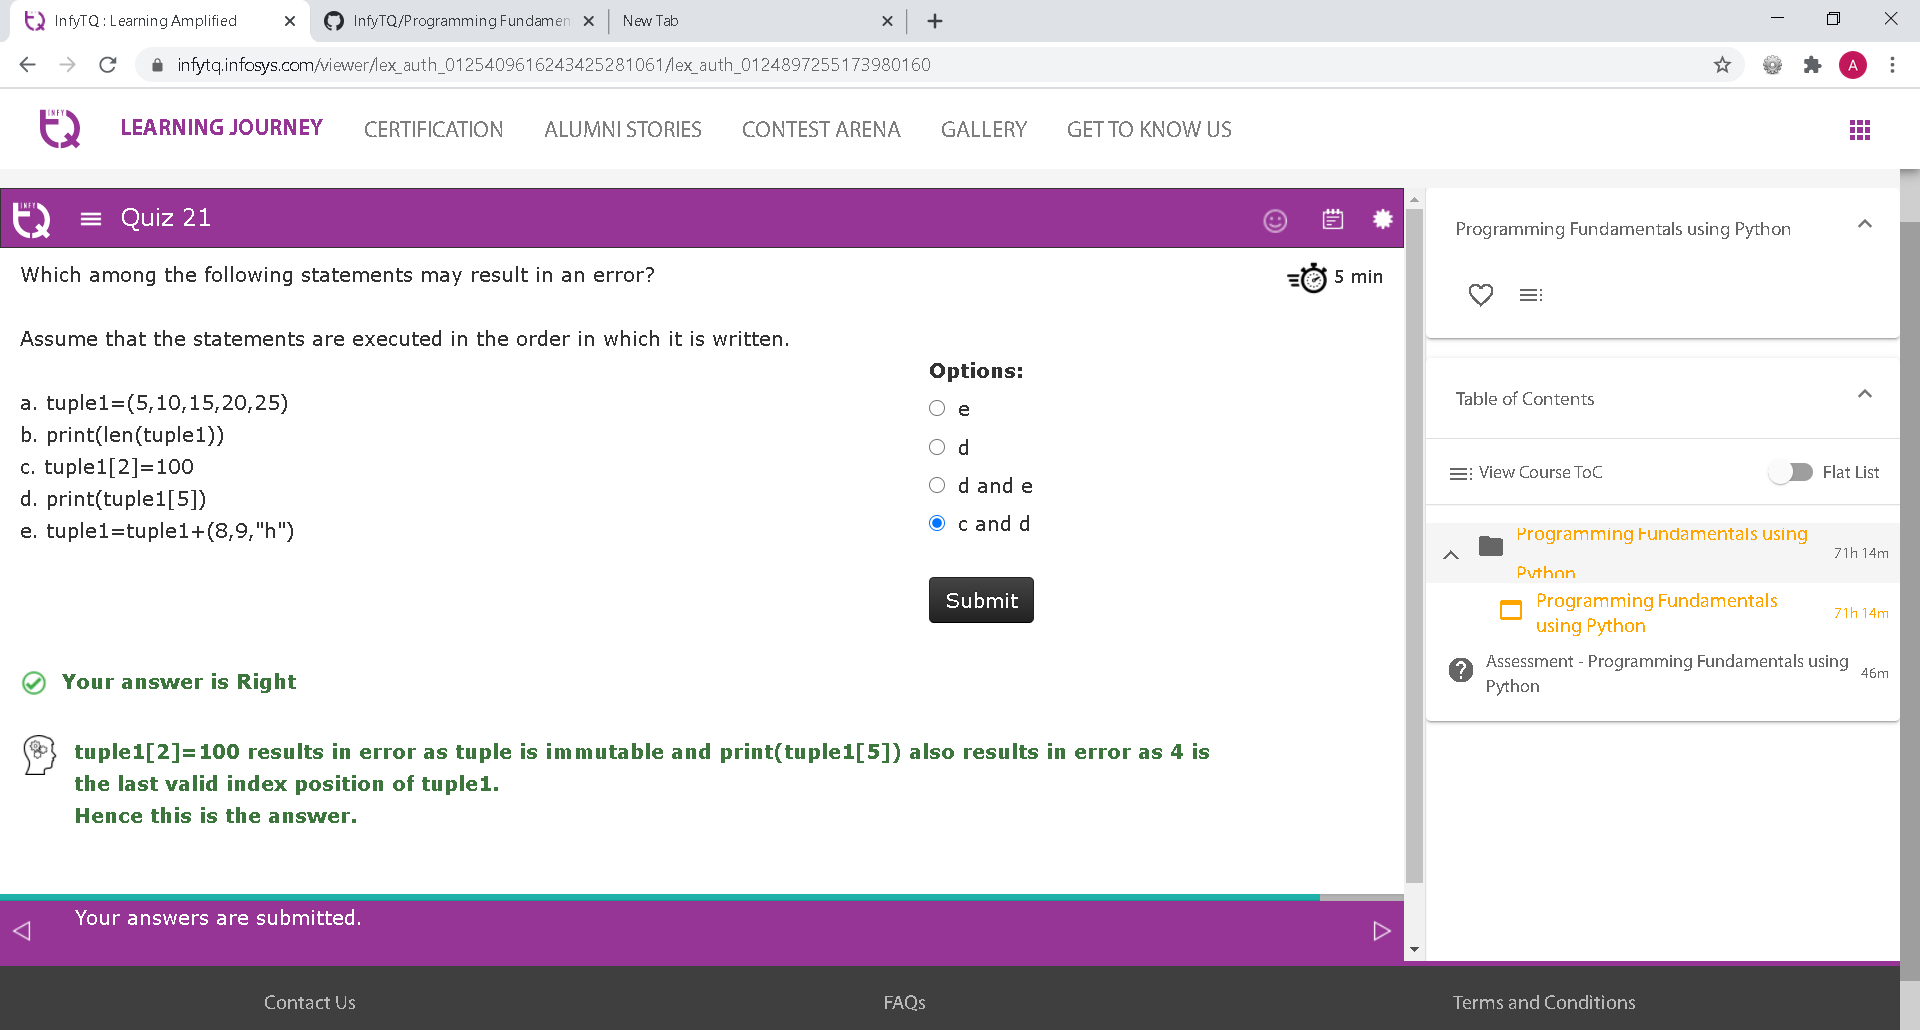 InfyTQ : Learning Amplified
InfyTQ/Programming Fundamen
New Tab
infytq.infosys.com/viewer/lex_auth_0125409616243425281061/lex_auth_0124897255173980160
A
INFY
TQ
LEARNING JOURNEY
CERTIFICATION
ALUMNI STORIES
CONTEST ARENA
GALLERY
GET TO KNOW US
INFY
TQ
Quiz 21
Which among the following statements may result in an error?
5 min
Assume that the statements are executed in the order in which it is written.
a. tuple1=(5,10,15,20,25)
b. print(len(tuple1))
c. tuple1[2]=100
d. print(tuple1[5])
e. tuple1=tuple1+(8,9,"h")
Options:
e
d
d and e
c and d
Submit
Your answer is Right
tuple1[2]=100 results in error as tuple is immutable and print(tuple1[5]) also results in error as 4 is
the last valid index position of tuple1.
Hence this is the answer.
Your answers are submitted.
Programming Fundamentals using Python
Table of Contents
View Course ToC
Flat List
Programming Fundamentals using
Python
71h 14m
Programming Fundamentals
using Python
71h 14m
Assessment - Programming Fundamentals using
Python
46m
Contact Us
FAQs
Terms and Conditions